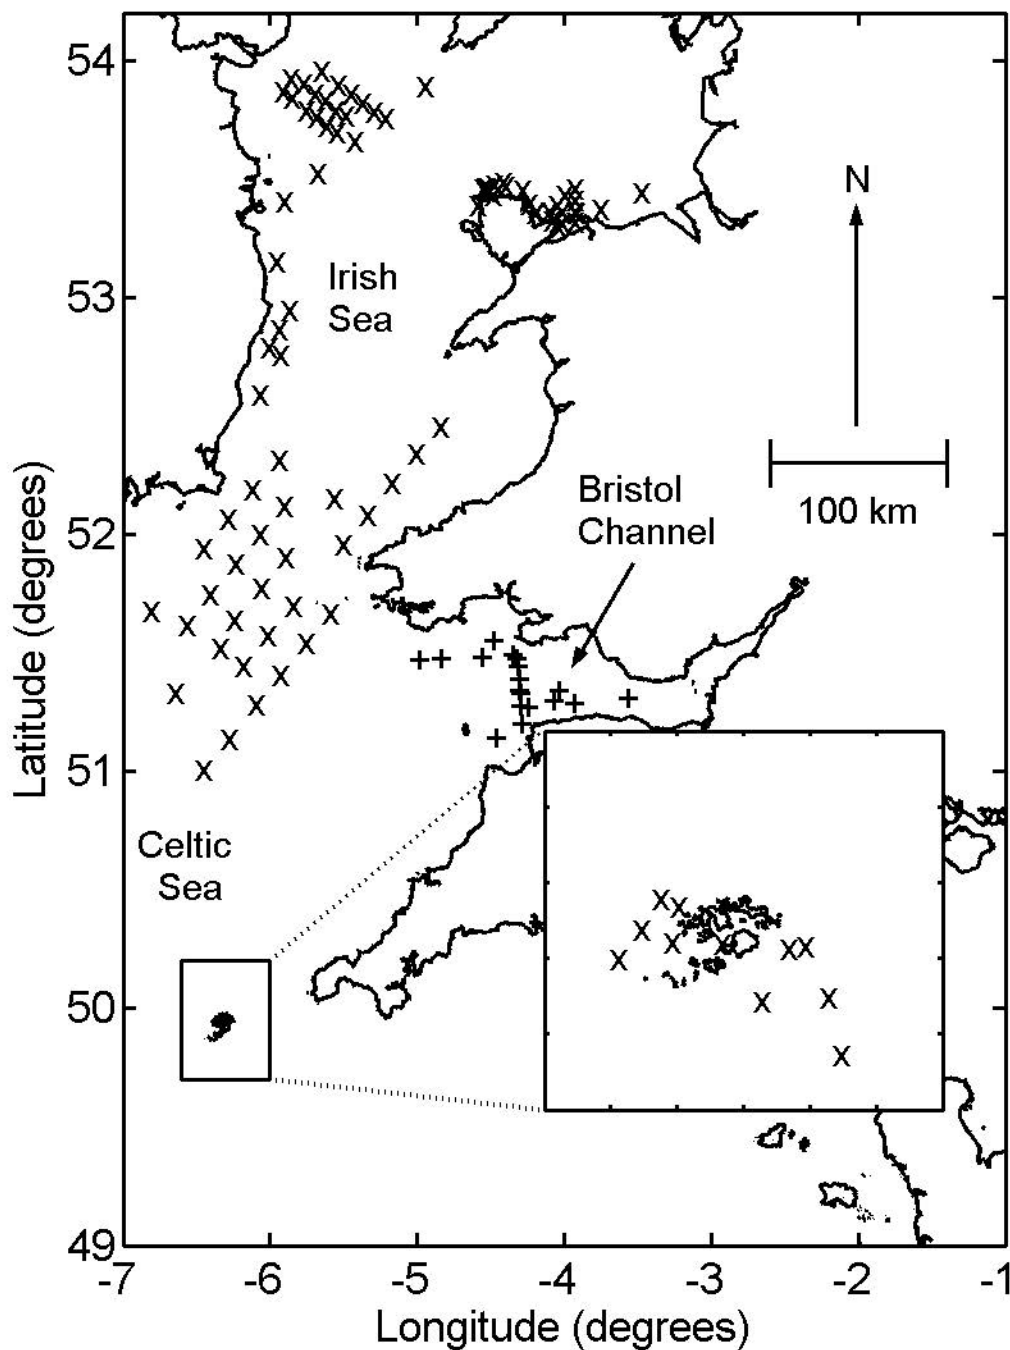 54
53
52
51
50
49
-7
-6
-5
-4
-3
-2
-1
Latitude (degrees)
Longitude (degrees)
N
100 km
Irish
Sea
Bristol
Channel
Celtic
Sea